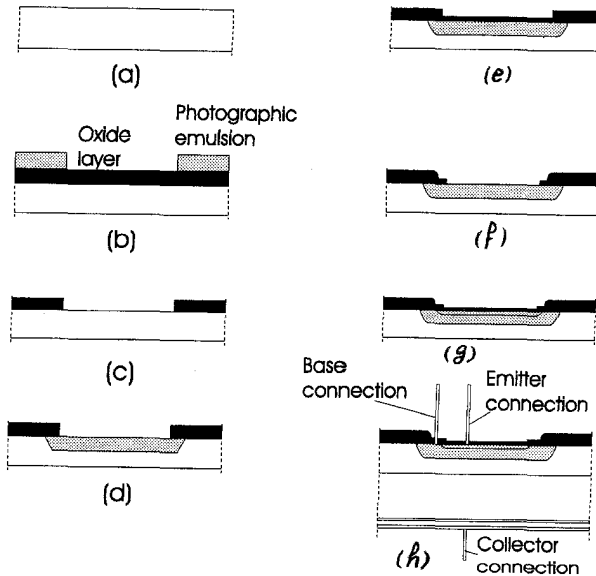 (a)
Photographic
emulsion
Oxide
layer
(b)
(c)
(d)
(e)
(f)
(g)
Base
connection
Emitter
connection
(h)
Collector
connection